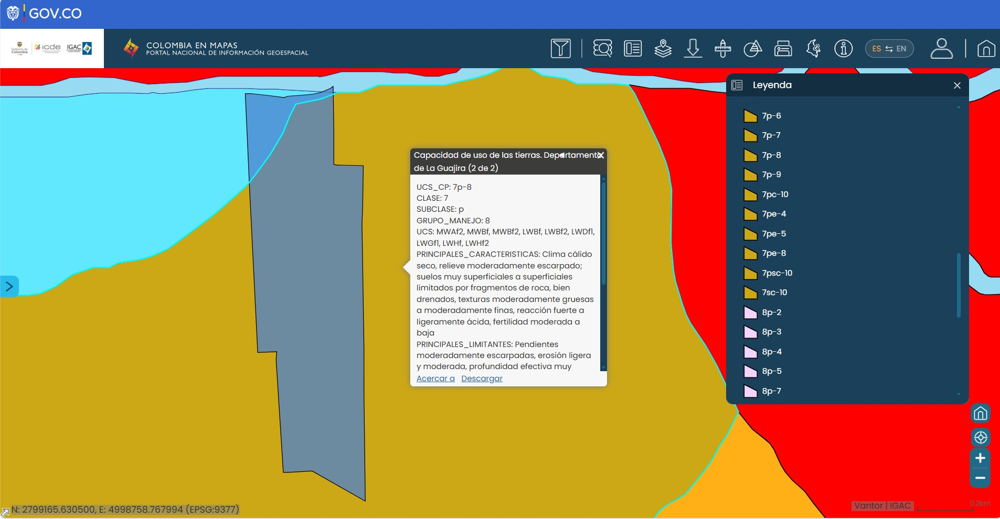 GOV.CO
Gobierno de
Colombia
icde
IGAC
COLOMBIA EN MAPAS
PORTAL NACIONAL DE INFORMACIÓN GEOESPACIAL
ES EN
Leyenda
7p-6
7p-7
7p-8
7p-9
7pc-10
7pe-4
7pe-5
7pe-8
7psc-10
7sc-10
8p-2
8p-3
8p-4
8p-5
8p-7
Capacidad de uso de las tierras. Departamento
de La Guajira (2 de 2)
UCS_CP: 7p-8
CLASE: 7
SUBCLASE: p
GRUPO_MANEJO: 8
UCS: MWAf2, MWBf, MWBf2, LWBf, LWBf2, LWDf1,
LWGf1, LWHf, LWHf2
PRINCIPALES_CARACTERISTICAS: Clima cálido
seco, relieve moderadamente escarpado;
suelos muy superficiales a superficiales
limitados por fragmentos de roca, bien
drenados, texturas moderadamente gruesas
a moderadamente finas, reacción fuerte a
ligeramente ácida, fertilidad moderada a
baja
PRINCIPALES_LIMITANTES: Pendientes
moderadamente escarpadas, erosión ligera
y moderada, profundidad efectiva muy
Acercar a Descargar
N: 2799165.630500, E: 4998758.767994 (EPSG:9377)
Vantor | IGAC
0.2km